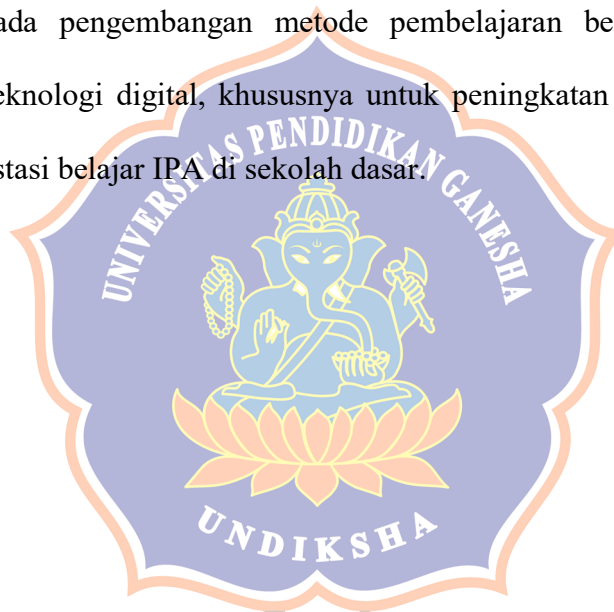 ada pengembangan metode pembelajaran be
eknologi digital, khususnya untuk peningkatan
stasi belajar IPA di sekolah dasar.
UNIVERSITAS PENDIDIKAN GANESHA
UNDIKSHA